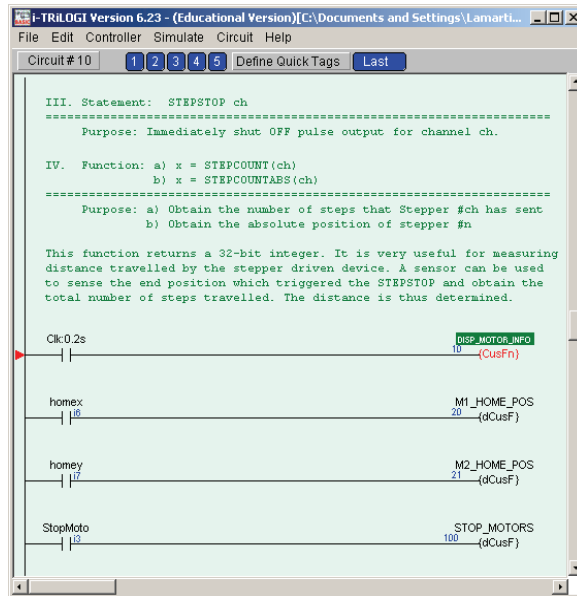 i-TRiLOGI Version 6.23 - (Educational Version)[C:\Documents and Settings\Lamarti...
File Edit Controller Simulate Circuit Help
Circuit # 10 1 2 3 4 5 Define Quick Tags Last
III. Statement: STEPSTOP ch
=====================================================================
Purpose: Immediately shut OFF pulse output for channel ch.
IV. Function: a) x = STEPCOUNT(ch)
b) x = STEPCOUNTABS(ch)
=====================================================================
Purpose: a) Obtain the number of steps that Stepper #ch has sent
b) Obtain the absolute position of stepper #n
This function returns a 32-bit integer. It is very useful for measuring
distance travelled by the stepper driven device. A sensor can be used
to sense the end position which triggered the STEPSTOP and obtain the
total number of steps travelled. The distance is thus determined.
Clk:0.2s DISP_MOTOR_INFO
10 {CusFn}
homex M1_HOME_POS
i6 20 {dCusF}
homey M2_HOME_POS
i7 21 {dCusF}
StopMoto STOP_MOTORS
i3 100 {dCusF}